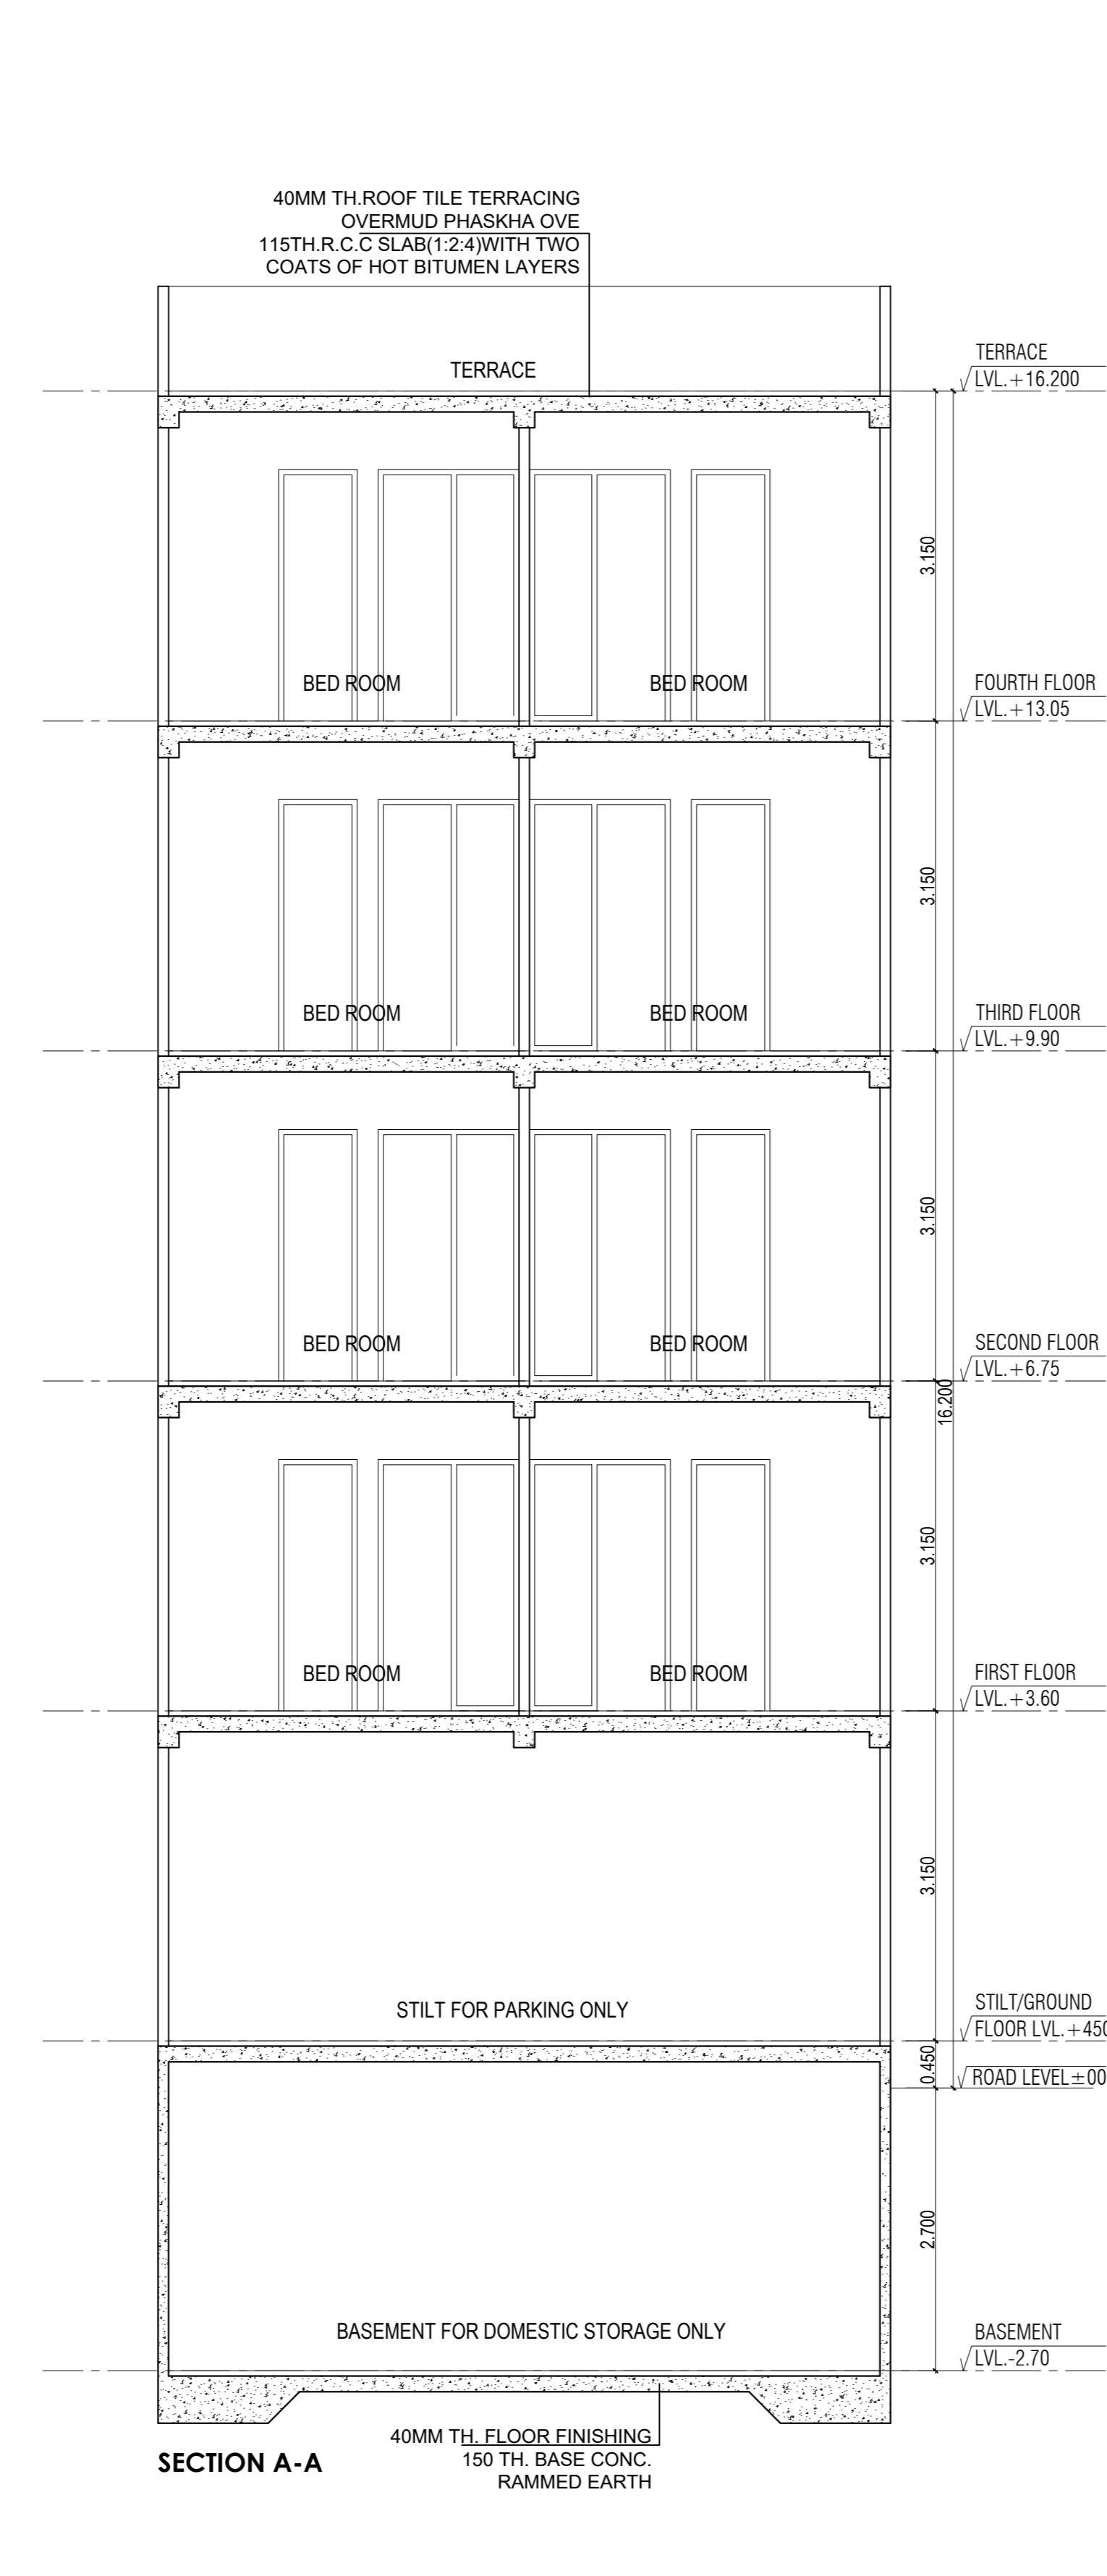 40MM TH.ROOF TILE TERRACING
OVERMUD PHASKHA OVE
115TH.R.C.C SLAB(1:2:4)WITH TWO
COATS OF HOT BITUMEN LAYERS
TERRACE
TERRACE
LVL.+16.200
3.150
BED ROOM
BED ROOM
FOURTH FLOOR
LVL.+13.05
3.150
BED ROOM
BED ROOM
THIRD FLOOR
LVL.+9.90
3.150
BED ROOM
BED ROOM
SECOND FLOOR
LVL.+6.75
16.200
3.150
BED ROOM
BED ROOM
FIRST FLOOR
LVL.+3.60
3.150
STILT FOR PARKING ONLY
STILT/GROUND
FLOOR LVL.+450
0.450
ROAD LEVEL±00
2.700
BASEMENT FOR DOMESTIC STORAGE ONLY
BASEMENT
LVL.-2.70
40MM TH. FLOOR FINISHING
150 TH. BASE CONC.
RAMMED EARTH
SECTION A-A